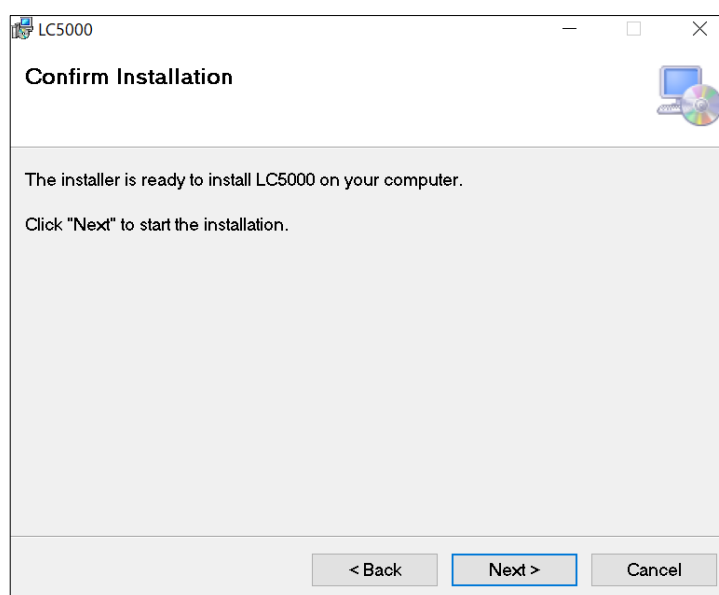 LC5000
Confirm Installation
The installer is ready to install LC5000 on your computer.
Click "Next" to start the installation.
< Back Next > Cancel